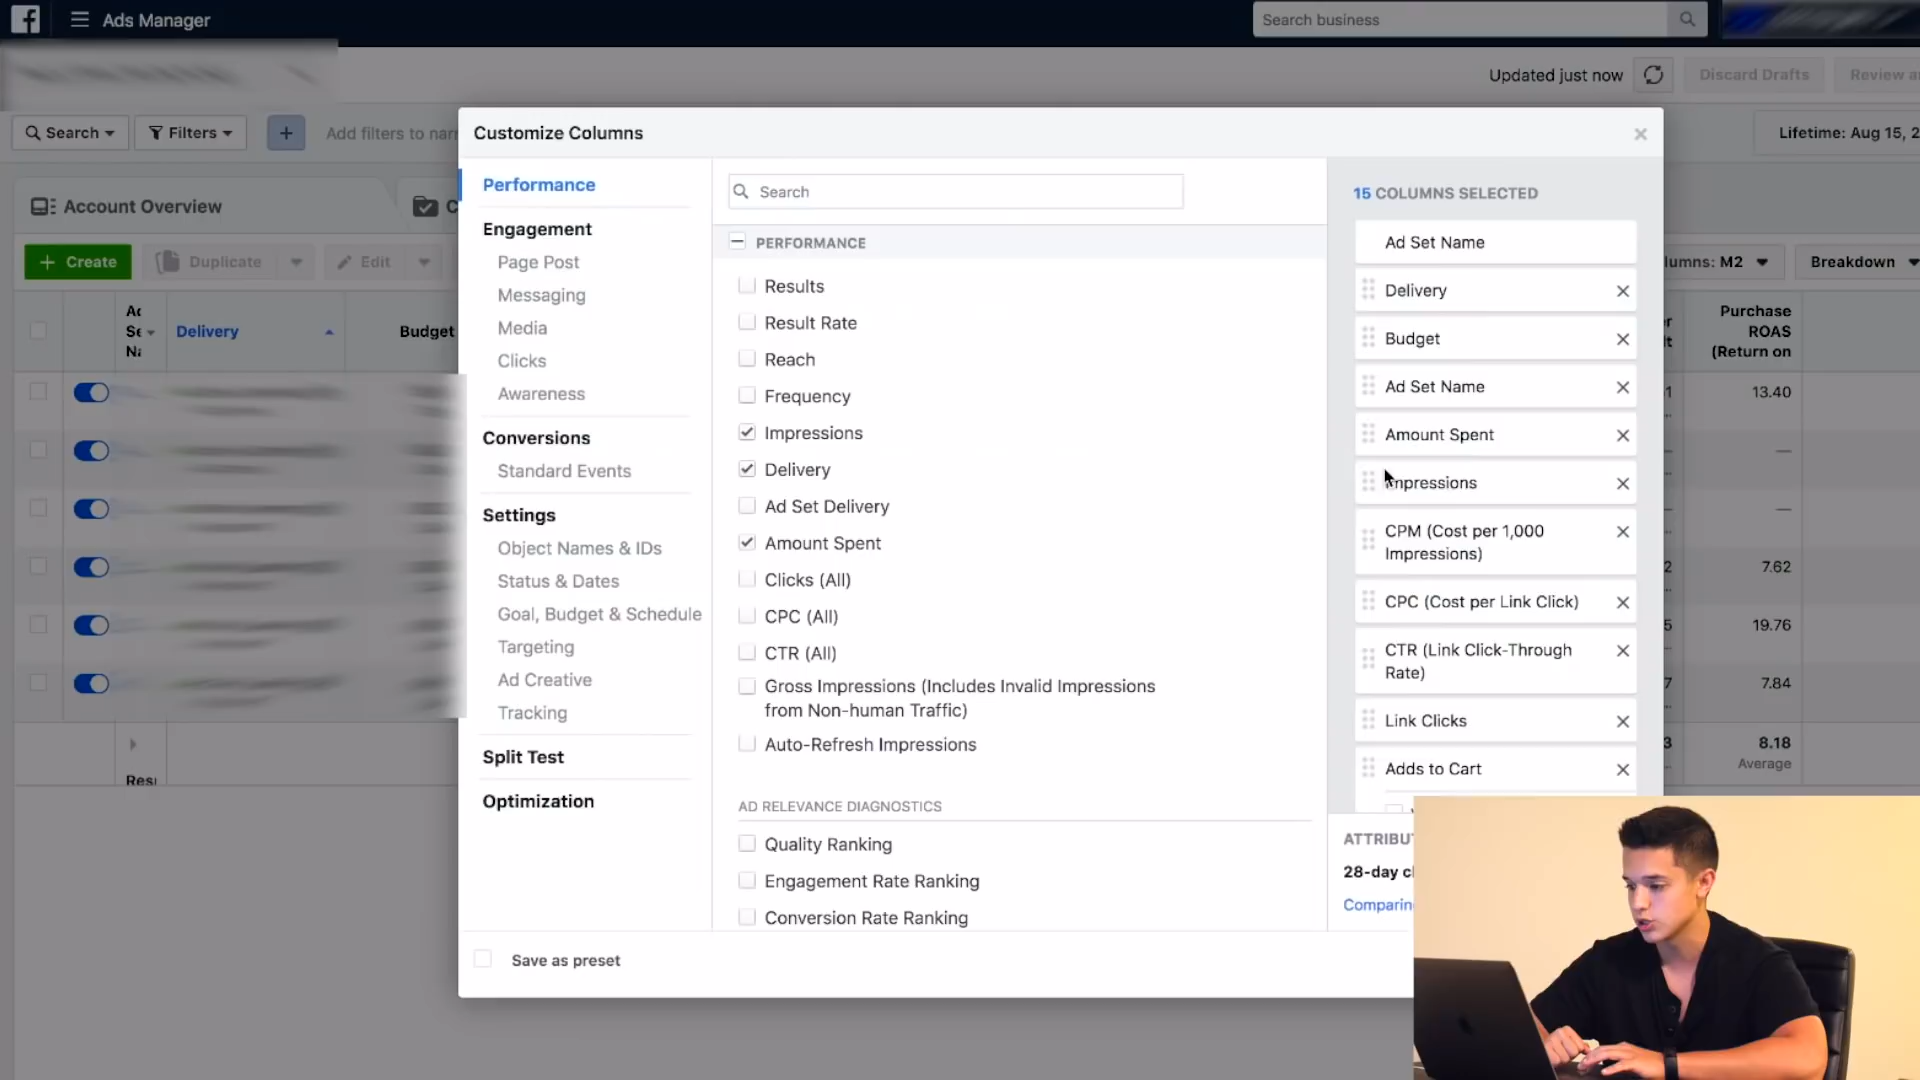 Ads Manager
Search business
Updated just now
Discard Drafts
Review a
Search
Filters
Add filters to nar
Lifetime: Aug 15, 2
Account Overview
C
Create
Duplicate
Edit
lumns: M2
Breakdown
Delivery
Budget
Purchase
ROAS
(Return on
13.40
—
—
7.62
19.76
7.84
8.18
Average
Customize Columns
Performance
Engagement
Page Post
Messaging
Media
Clicks
Awareness
Conversions
Standard Events
Settings
Object Names & IDs
Status & Dates
Goal, Budget & Schedule
Targeting
Ad Creative
Tracking
Split Test
Optimization
Search
PERFORMANCE
Results
Result Rate
Reach
Frequency
Impressions
Delivery
Ad Set Delivery
Amount Spent
Clicks (All)
CPC (All)
CTR (All)
Gross Impressions (Includes Invalid Impressions
from Non-human Traffic)
Auto-Refresh Impressions
AD RELEVANCE DIAGNOSTICS
Quality Ranking
Engagement Rate Ranking
Conversion Rate Ranking
Save as preset
15 COLUMNS SELECTED
Ad Set Name
Delivery
Budget
Ad Set Name
Amount Spent
Impressions
CPM (Cost per 1,000
Impressions)
CPC (Cost per Link Click)
CTR (Link Click-Through
Rate)
Link Clicks
Adds to Cart
ATTRIBU
28-day c
Comparin